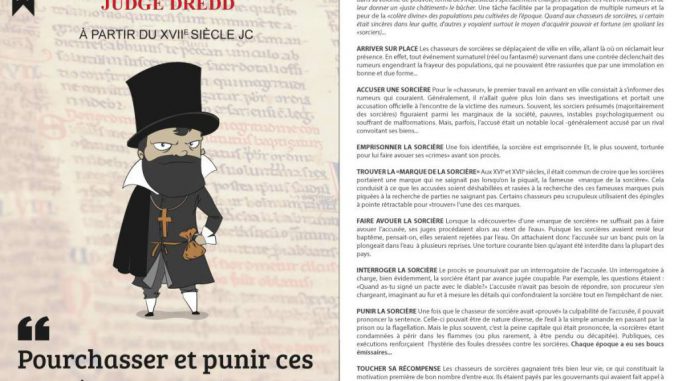 JUDGE DREDD
À PARTIR DU XVIIE SIÈCLE JC
“
Pourchasser et punir ces
leur donner un juste châtiment» le bûcher. Une tâche facilitée par la propagation de multiple rumeurs et la
peur de la «colère divine» des populations peu cultivées de l'époque. Quand aux chasseurs de sorcières, si certain
était sincères dans leur quête, d'autres y voyaient surtout le moyen d'acquérir pouvoir et fortune (en spoliant les
«sorciers)...
ARRIVER SUR PLACE Les chasseurs de sorcières se déplaçaient de ville en ville, allant là où on réclamait leur
présence. En effet, tout évènement surnaturel (réel ou fantasmé) survenant dans une contrée déclenchait des
rumeurs engendrant la frayeur des populations, qui ne pouvaient être rassurées que par une immolation en
bonne et due forme...
ACCUSER UNE SORCIÈRE Pour le «chasseur», le premier travail en arrivant en ville consistait à s'informer des
rumeurs qui couraient. Généralement, il n'allait guère plus loin dans ses investigations et portait une
accusation officielle à l'encontre de la victime des rumeurs. Souvent, les sorciers présumés (majoritairement
des sorcières) figuraient parmi les marginaux de la société, pauvres, instables psychologiquement ou
souffrant de malformations. Mais, parfois, l'accusé était un notable local -généralement accusé par un rival
convoitant ses biens...
EMPRISONNER LA SORCIÈRE Une fois identifiée, la sorcière est emprisonnée Et, le plus souvent, torturée
pour lui faire avouer ses «crimes» avant son procès.
TROUVER LA «MARQUE DE LA SORCIÈRE» Aux XVIe et XVIIe siècles, il était commun de croire que les sorcières
portaient une marque qui ne saignait pas lorsqu'on la piquait, la fameuse «marque de la sorcière». Cela
conduisit à ce que les accusées soient déshabillées et rasées à la recherche des ces fameuses marques puis
piquées à la recherche de parties ne saignant pas. Certains chasseurs peu scrupuleux utilisaient des épingles
à pointe rétractable pour «trouver» l'une des ces marques.
FAIRE AVOUER LA SORCIÈRE Lorsque la «découverte» d'une «marque de sorcière» ne suffisait pas à faire
avouer l'accusée, ses juges procédaient alors au «test de l'eau». Puisque les sorcières avaient renié leur
baptême, pensait-on, elles seraient rejetées par l'eau. On attachaient donc l'accusée sur un banc puis on la
plongeait dans l'eau à plusieurs reprises. Une torture courante bien qu'ayant été interdite dans la plupart des
pays.
INTERROGER LA SORCIÈRE Le procès se poursuivait par un interrogatoire de l'accusée. Un interrogatoire à
charge, bien évidemment, la sorcière étant par avance jugée coupable. Par exemple, les questions étaient :
«Quand as-tu signé un pacte avec le diable?» L'accusée n'avait pas besoin de répondre, son procureur s'en
chargeant, imaginant au fur et à mesure les détails qui confondraient la sorcière tout en l'empêchant de nier.
PUNIR LA SORCIÈRE Une fois que le chasseur de sorcière avait «prouvé» la culpabilité de l'accusée, il pouvait
prononcer la sentence. Celle-ci pouvait être de nature diverse, de l'exil à la simple amande en passant par la
prison ou la flagellation. Mais le plus souvent, c'est la peine capitale qui était prononcée, la «sorcière» étant
condamnées à périr dans les flammes (ou plus rarement, à être pendu ou décapitée). Publiques, ces
exécutions renforçaient l'hystérie des foules dressées contre les sorcières. Chaque époque a eu ses boucs
émissaires...
TOUCHER SA RÉCOMPENSE Les chasseurs de sorcières gagnaient très bien leur vie, ce qui constituait la
motivation première de bon nombre d'entre eux. Ils étaient payés par les gouvernants qui avaient fait appel à